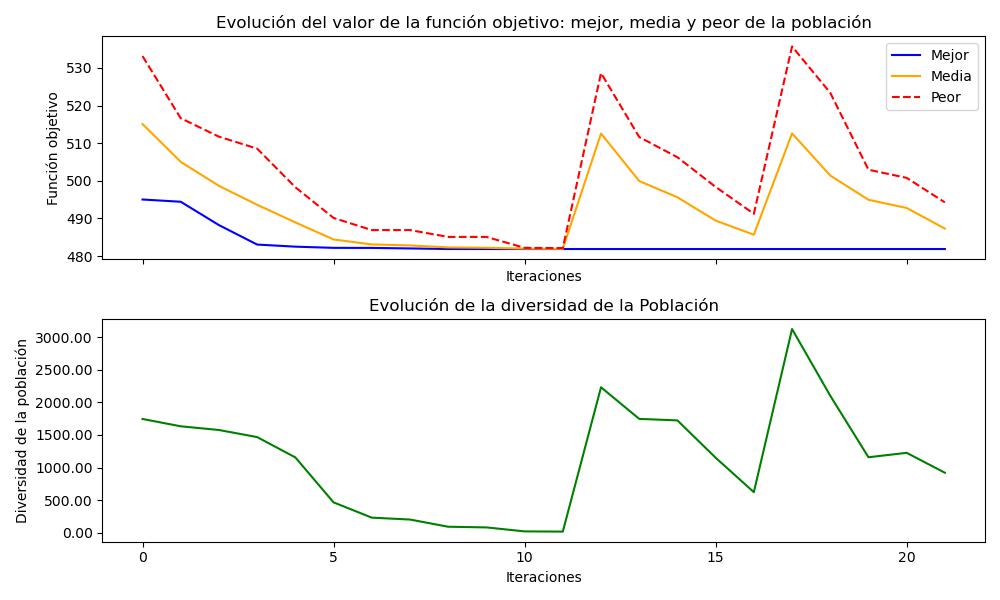 Evolución del valor de la función objetivo: mejor, media y peor de la población
Función objetivo
530
520
510
500
490
480
Mejor
Media
Peor
Iteraciones
Evolución de la diversidad de la Población
Diversidad de la población
3000.00
2500.00
2000.00
1500.00
1000.00
500.00
0.00
0 5 10 15 20
Iteraciones